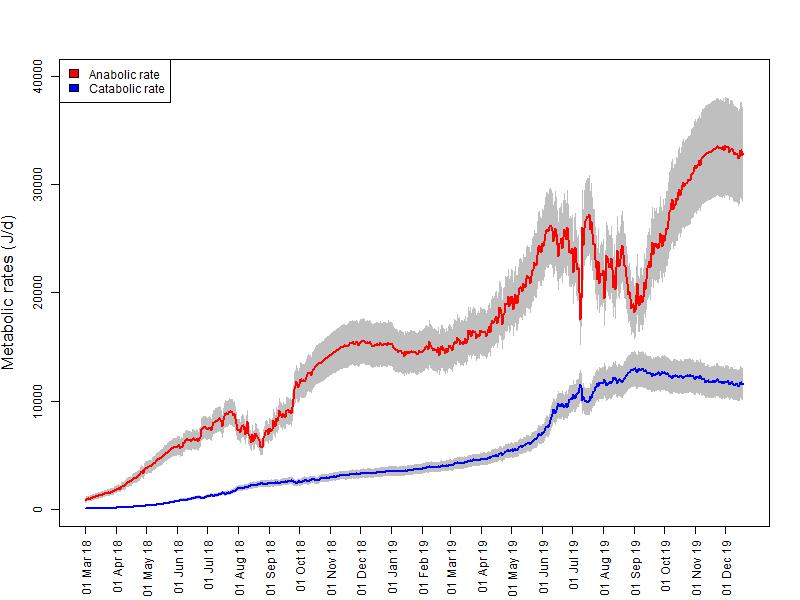 Anabolic rate
Catabolic rate
Metabolic rates (J/d)
40000
30000
20000
10000
0
01 Mar 18
01 Apr 18
01 May 18
01 Jun 18
01 Jul 18
01 Aug 18
01 Sep 18
01 Oct 18
01 Nov 18
01 Dec 18
01 Jan 19
01 Feb 19
01 Mar 19
01 Apr 19
01 May 19
01 Jun 19
01 Jul 19
01 Aug 19
01 Sep 19
01 Oct 19
01 Nov 19
01 Dec 19